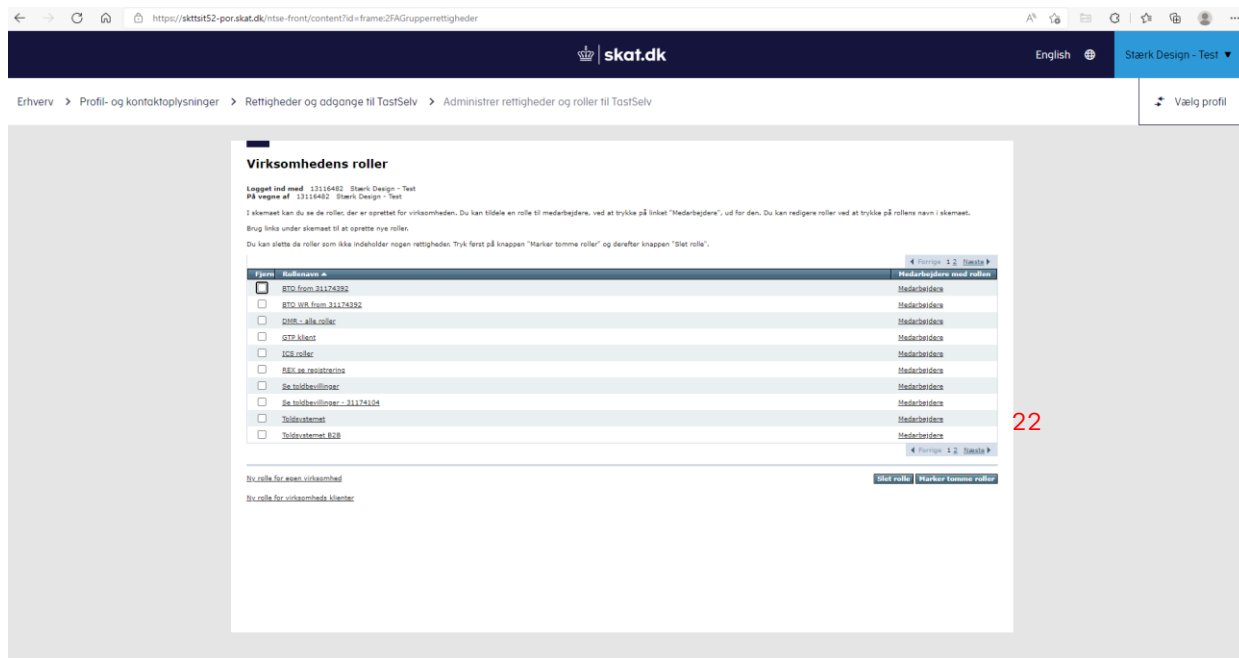 https://skttsit52-por.skat.dk/ntse-front/content?id=frame:2FAGrupperrettigheder
skat.dk
English
Stærk Design - Test ▼
Erhverv > Profil- og kontaktoplysninger > Rettigheder og adgange til TastSelv > Administrer rettigheder og roller til TastSelv
Vælg profil
Virksomhedens roller
Logget ind med 13116482 Stærk Design - Test
På vegne af 13116482 Stærk Design - Test
I skemaet kan du se de roller, der er oprettet for virksomheden. Du kan tildele en rolle til medarbejdere, ved at trykke på linket "Medarbejdere", ud for den. Du kan redigere roller ved at trykke på rollens navn i skemaet.
Brug links under skemaet til at oprette nye roller.
Du kan slette de roller som ikke indeholder nogen rettigheder. Tryk først på knappen "Marker tomme roller" og derefter knappen "Slet rolle".
Forrige 1 2 Næste
Fjern Rollenavn Medarbejdere med rollen
BTO from 31174392 Medarbejdere
BTO WR from 31174392 Medarbejdere
DMR - alle roller Medarbejdere
GTP klient Medarbejdere
ICS roller Medarbejdere
REX se registrering Medarbejdere
Se toldbevillinger Medarbejdere
Se toldbevillinger - 31174104 Medarbejdere
Toldsystemet Medarbejdere
22
Toldsystemet B2B Medarbejdere
Forrige 1 2 Næste
Ny rolle for egen virksomhed
Slet rolle Marker tomme roller
Ny rolle for virksomheds klienter